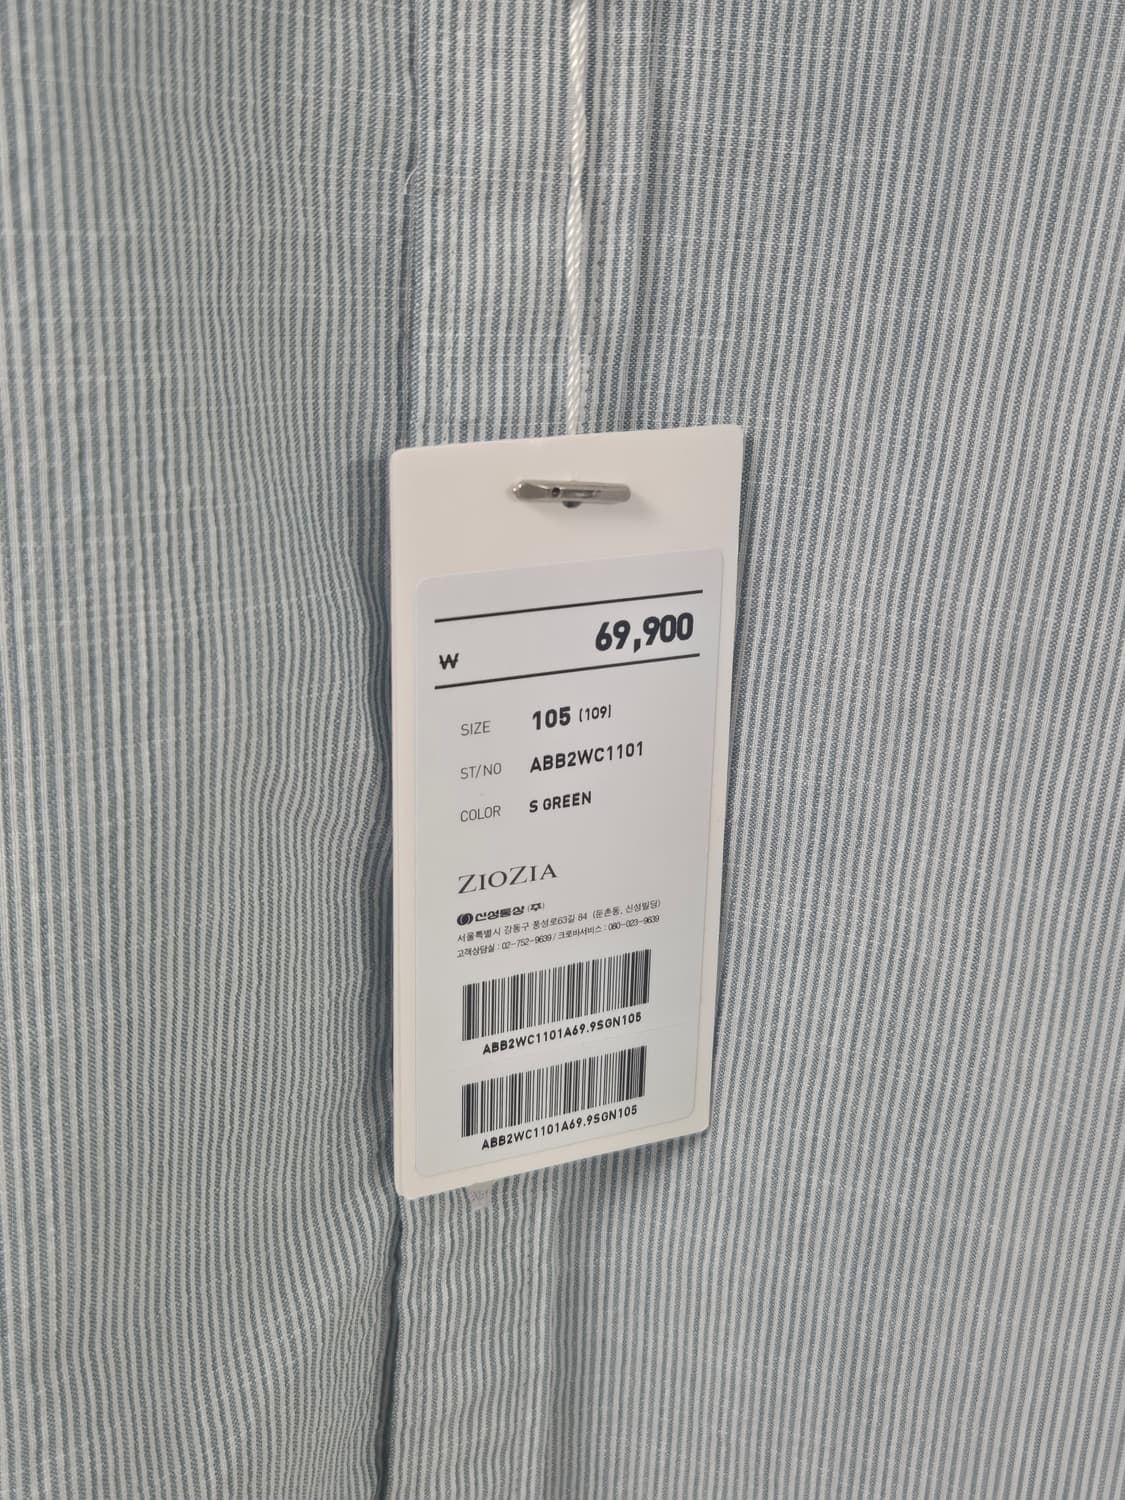 ₩ 69,900
SIZE 105 (109)
ST/NO ABB2WC1101
COLOR S GREEN
ZIOZIA
신성통상(주)
서울특별시 강동구 풍성로63길 84 (둔촌동, 신성빌딩)
고객상담실 : 02-752-9639 / 크로바서비스 : 080-023-9639
ABB2WC1101A69.9SGN105
ABB2WC1101A69.9SGN105